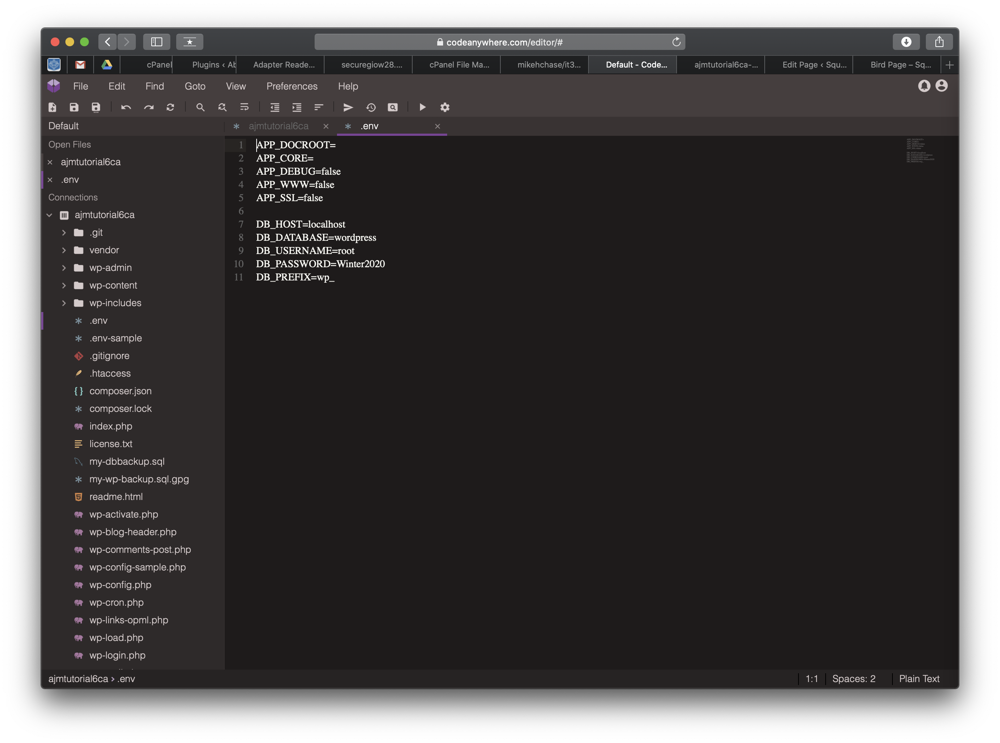 codeanywhere.com/editor/#
cPanel
Plugins ‹ Ab
Adapter Reade...
securegiow28....
cPanel File Ma...
mikehchase/it3...
Default - Code...
ajmtutorial6ca-...
Edit Page ‹ Squ...
Bird Page – Sq...
File Edit Find Goto View Preferences Help
Default
ajmtutorial6ca
.env
Open Files
ajmtutorial6ca
.env
Connections
ajmtutorial6ca
.git
vendor
wp-admin
wp-content
wp-includes
.env
.env-sample
.gitignore
.htaccess
composer.json
composer.lock
index.php
license.txt
my-dbbackup.sql
my-wp-backup.sql.gpg
readme.html
wp-activate.php
wp-blog-header.php
wp-comments-post.php
wp-config-sample.php
wp-config.php
wp-cron.php
wp-links-opml.php
wp-load.php
wp-login.php
1 APP_DOCROOT=
2 APP_CORE=
3 APP_DEBUG=false
4 APP_WWW=false
5 APP_SSL=false
6
7 DB_HOST=localhost
8 DB_DATABASE=wordpress
9 DB_USERNAME=root
10 DB_PASSWORD=Winter2020
11 DB_PREFIX=wp_
ajmtutorial6ca › .env
1:1
Spaces: 2
Plain Text